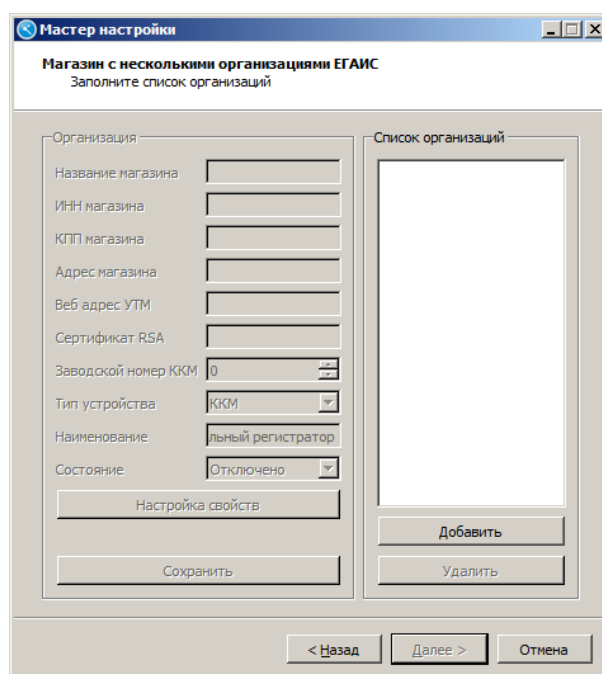 Мастер настройки
Магазин с несколькими организациями ЕГАИС
Заполните список организаций
Организация
Название магазина
ИНН магазина
КПП магазина
Адрес магазина
Веб адрес УТМ
Сертификат RSA
Заводской номер ККМ 0
Тип устройства ККМ
Наименование льный регистратор
Состояние Отключено
Настройка свойств
Сохранить
Список организаций
Добавить
Удалить
< Назад
Далее >
Отмена